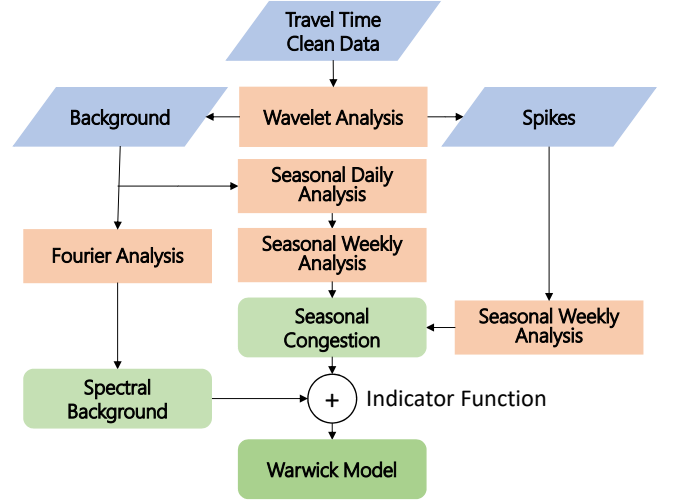 Travel Time
Clean Data
Background
Wavelet Analysis
Spikes
Seasonal Daily
Analysis
Fourier Analysis
Seasonal Weekly
Analysis
Seasonal
Congestion
Seasonal Weekly
Analysis
Spectral
Background
+
Indicator Function
Warwick Model